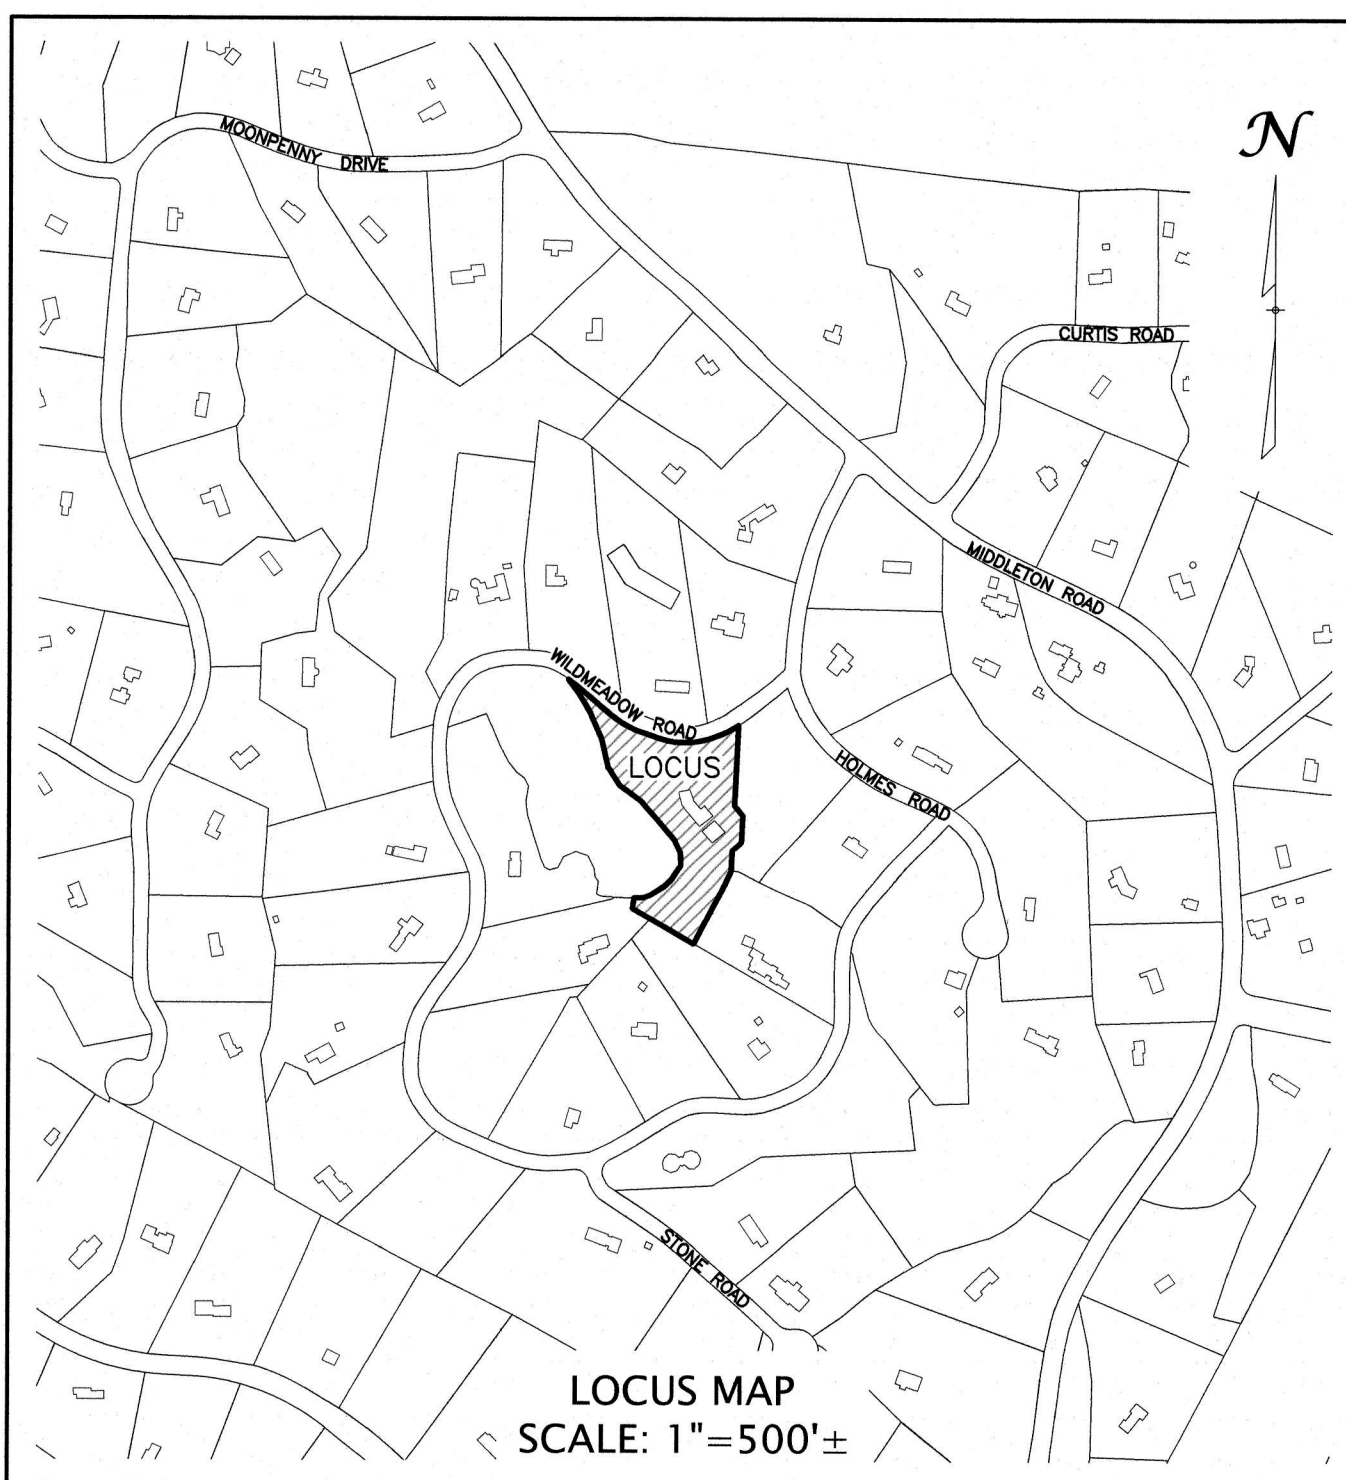 N
MOONPENNY DRIVE
CURTIS ROAD
MIDDLETON ROAD
WILDMEADOW ROAD
LOCUS
HOLMES ROAD
STONE ROAD
LOCUS MAP
SCALE: 1"=500'±